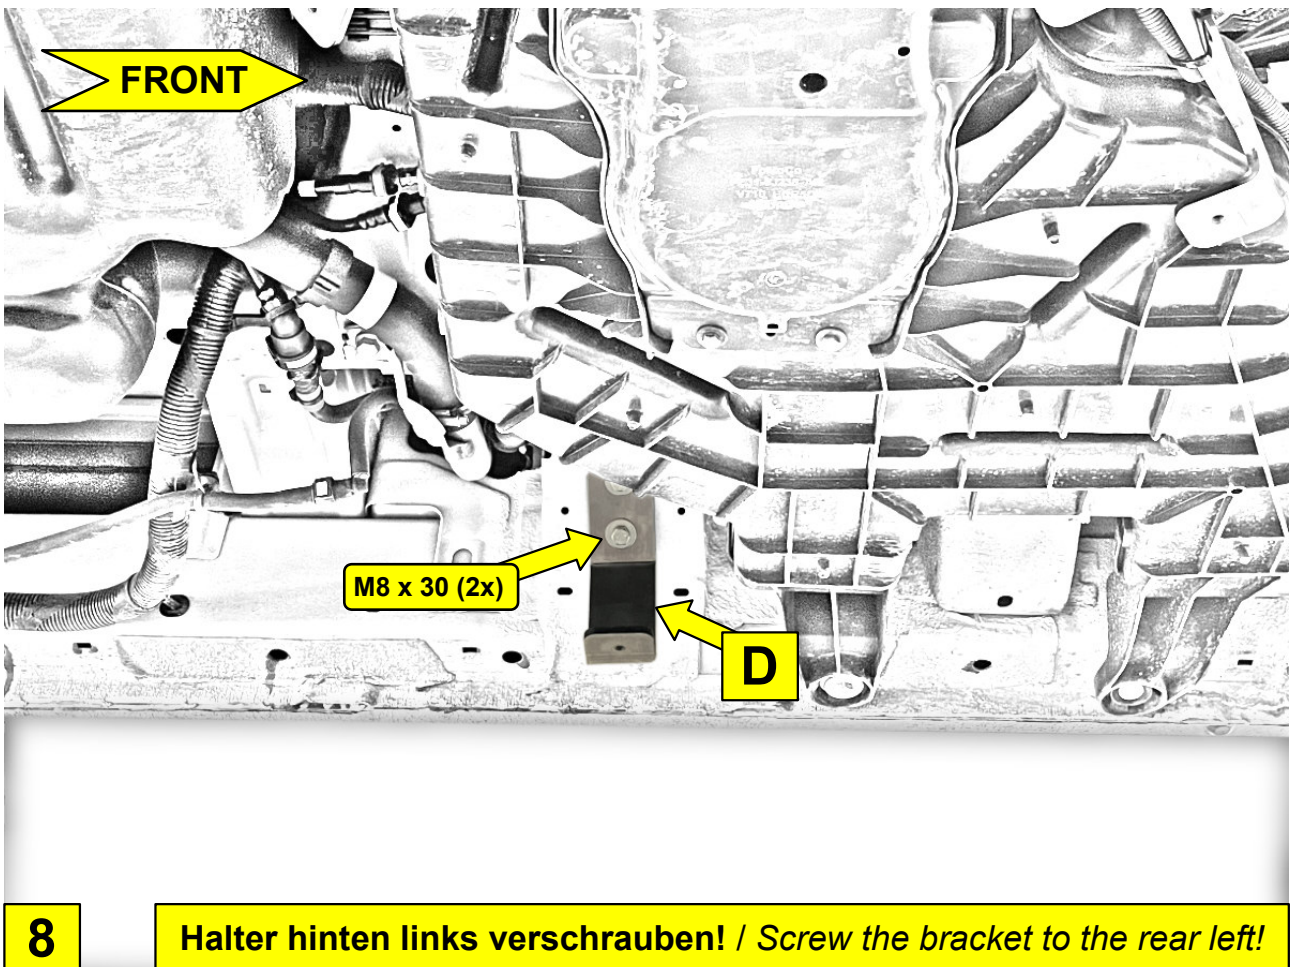 FRONT
M8 x 30 (2x)
D
8
Halter hinten links verschrauben! / Screw the bracket to the rear left!